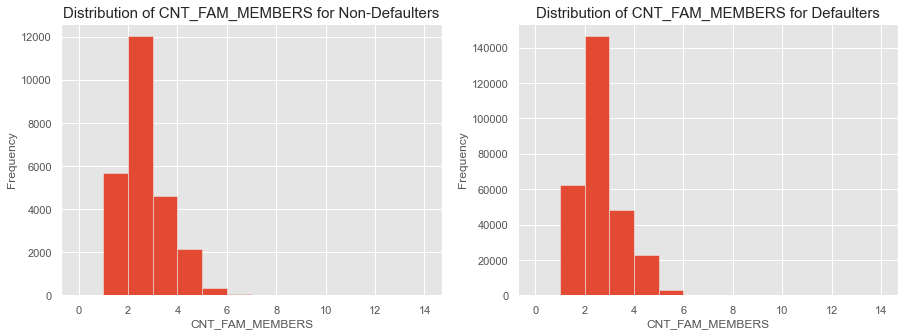 Distribution of CNT_FAM_MEMBERS for Non-Defaulters
12000
10000
8000
6000
4000
2000
0
Frequency
0 2 4 6 8 10 12 14
CNT_FAM_MEMBERS
Distribution of CNT_FAM_MEMBERS for Defaulters
140000
120000
100000
80000
60000
40000
20000
0
Frequency
0 2 4 6 8 10 12 14
CNT_FAM_MEMBERS